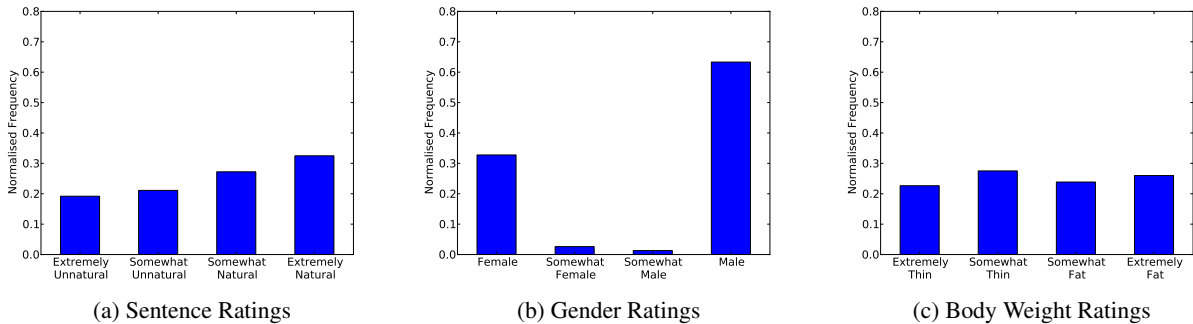 Normalised Frequency
0.8
0.7
0.6
0.5
0.4
0.3
0.2
0.1
0.0
Extremely Unnatural
Somewhat Unnatural
Somewhat Natural
Extremely Natural
(a) Sentence Ratings
Normalised Frequency
0.8
0.7
0.6
0.5
0.4
0.3
0.2
0.1
0.0
Female
Somewhat Female
Somewhat Male
Male
(b) Gender Ratings
Normalised Frequency
0.8
0.7
0.6
0.5
0.4
0.3
0.2
0.1
0.0
Extremely Thin
Somewhat Thin
Somewhat Fat
Extremely Fat
(c) Body Weight Ratings